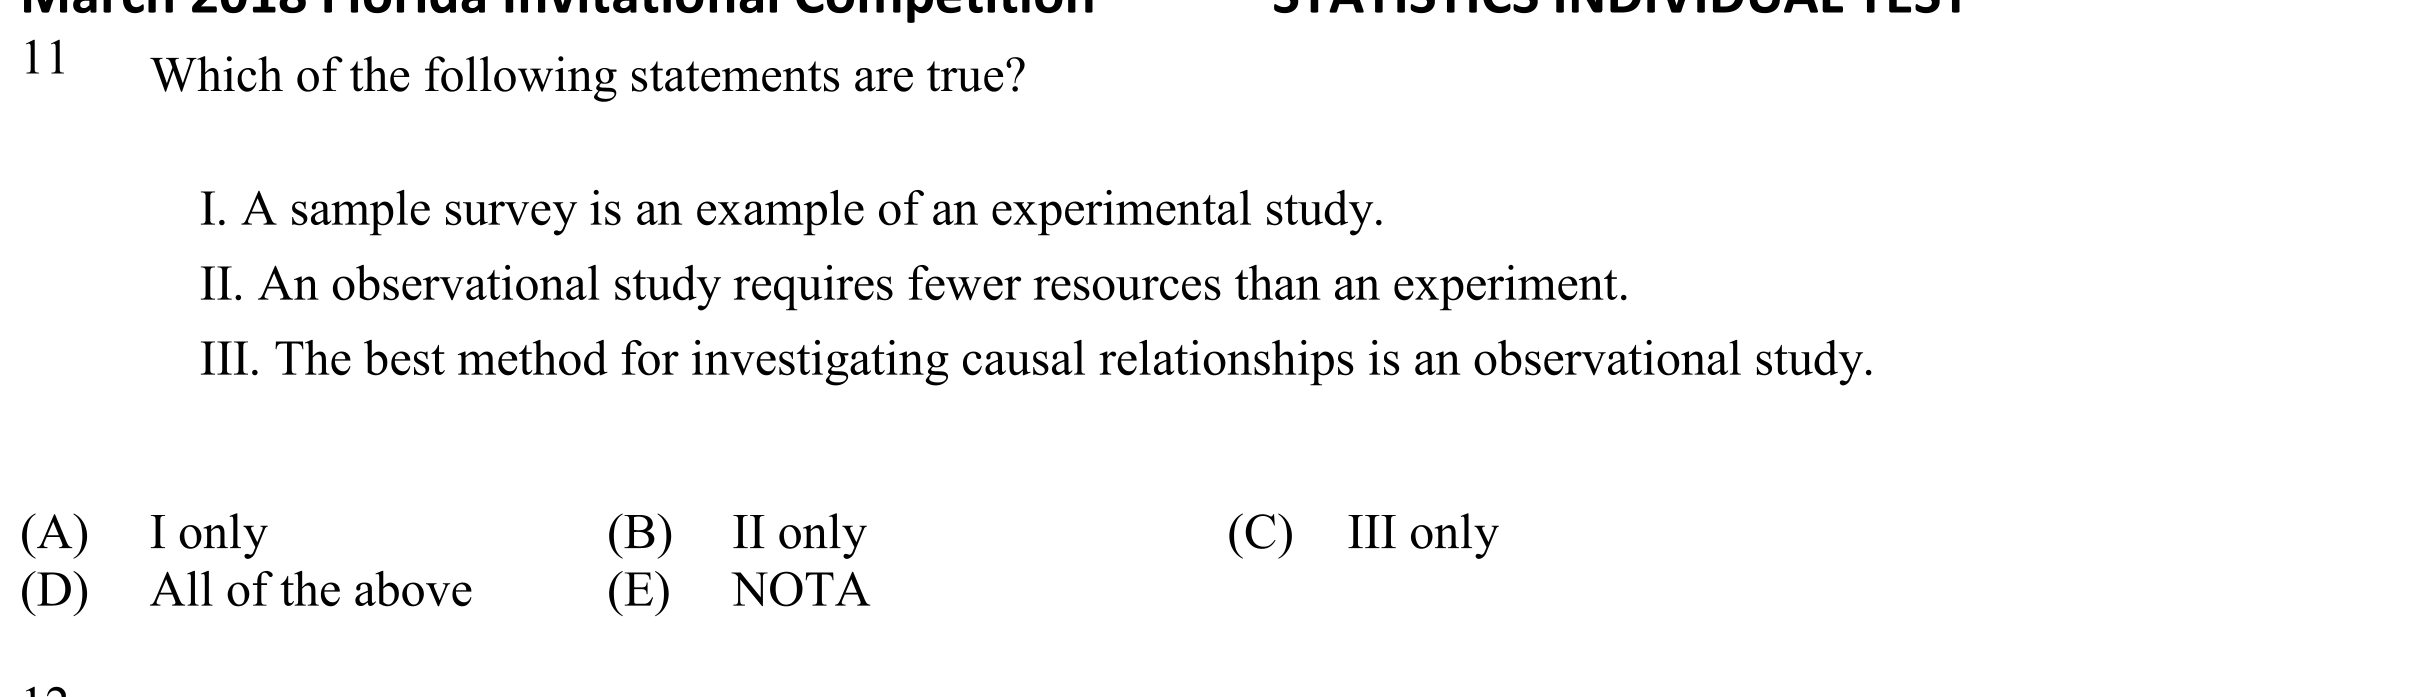 March 2018 Florida Invitational Competition STATISTICS INDIVIDUAL TEST
11 Which of the following statements are true?
I. A sample survey is an example of an experimental study.
II. An observational study requires fewer resources than an experiment.
III. The best method for investigating causal relationships is an observational study.
(A) I only (B) II only (C) III only
(D) All of the above (E) NOTA